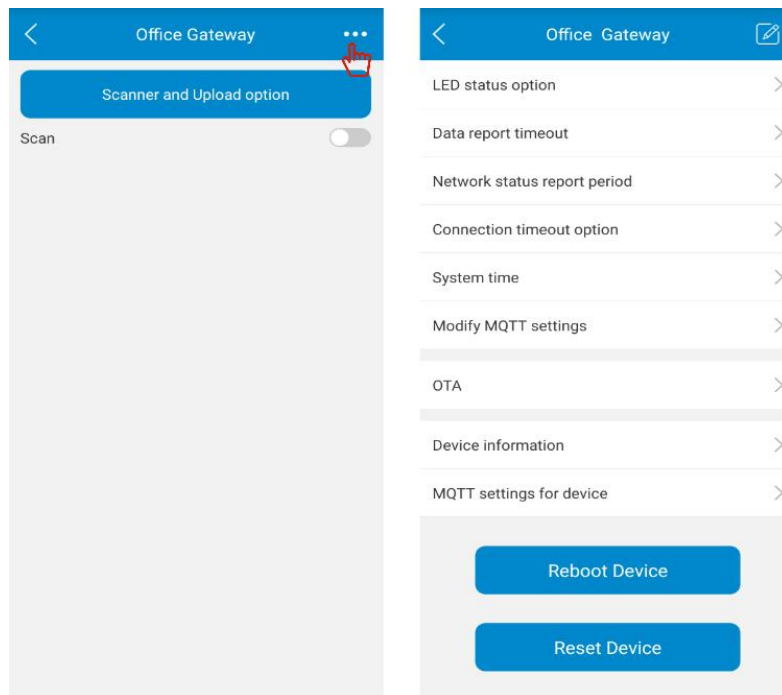 Office Gateway
Scanner and Upload option
Scan
Office Gateway
LED status option
Data report timeout
Network status report period
Connection timeout option
System time
Modify MQTT settings
OTA
Device information
MQTT settings for device
Reboot Device
Reset Device